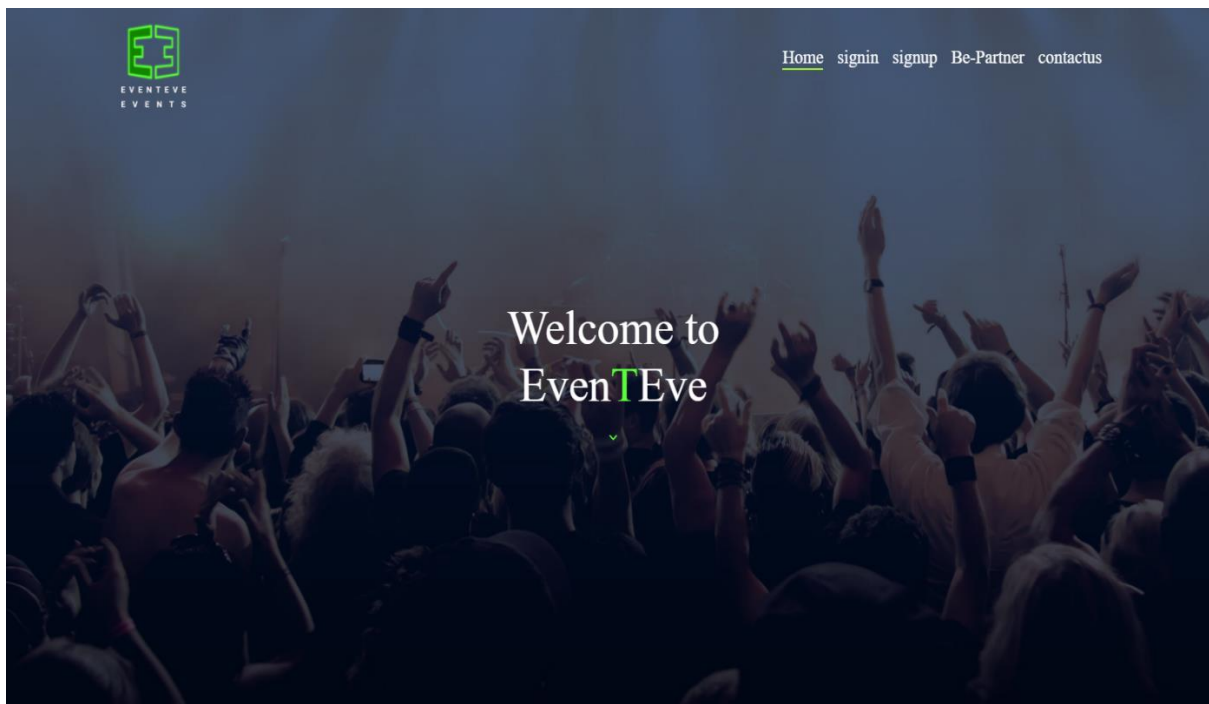 EVENTEVE
EVENTS
Home signin signup Be-Partner contactus
Welcome to
EvenTEve